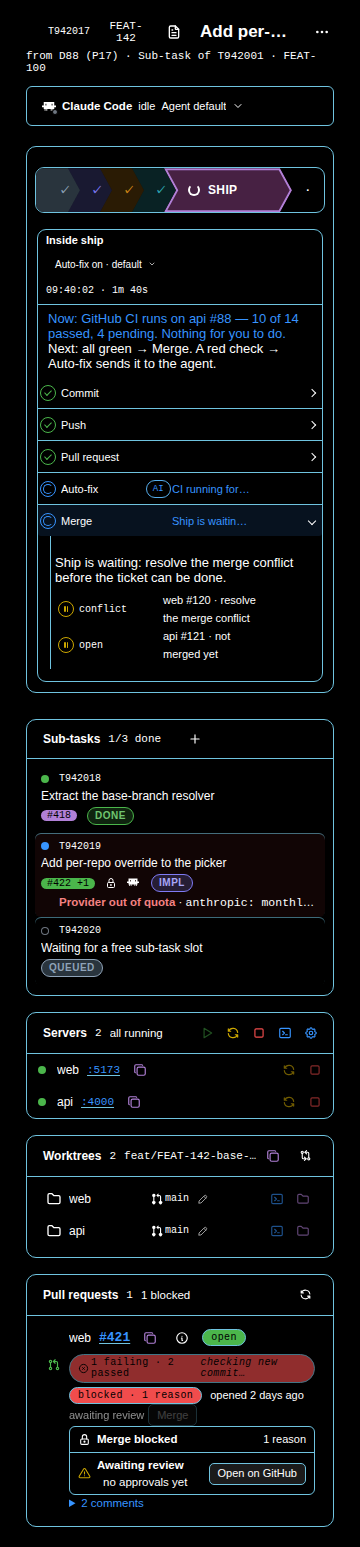 T942017 FEAT-142 Add per-…
from D88 (P17) · Sub-task of T942001 · FEAT-100
Claude Code idle Agent default
SHIP
Inside ship
Auto-fix on · default
09:40:02 · 1m 40s
Now: GitHub CI runs on api #88 — 10 of 14
passed, 4 pending. Nothing for you to do.
Next: all green → Merge. A red check →
Auto-fix sends it to the agent.
Commit
Push
Pull request
Auto-fix AI CI running for…
Merge Ship is waitin…
Ship is waiting: resolve the merge conflict
before the ticket can be done.
conflict web #120 · resolve
the merge conflict
open api #121 · not
merged yet
Sub-tasks 1/3 done
T942018
Extract the base-branch resolver
#418 DONE
T942019
Add per-repo override to the picker
#422 +1 IMPL
Provider out of quota · anthropic: monthl…
T942020
Waiting for a free sub-task slot
QUEUED
Servers 2 all running
web :5173
api :4000
Worktrees 2 feat/FEAT-142-base-…
web main
api main
Pull requests 1 1 blocked
web #421 open
1 failing · 2 passed checking new commit…
blocked · 1 reason opened 2 days ago
awaiting review Merge
Merge blocked 1 reason
Awaiting review
no approvals yet Open on GitHub
2 comments